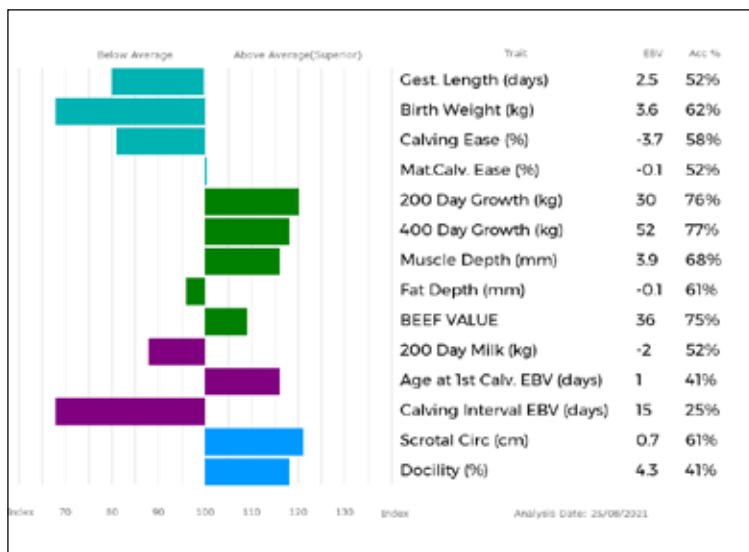 Below Average Above Average(Superior) Trait EBV Acc %
Gest. Length (days) 2.5 52%
Birth Weight (kg) 3.6 62%
Calving Ease (%) -3.7 58%
Mat.Calv. Ease (%) -0.1 52%
200 Day Growth (kg) 30 76%
400 Day Growth (kg) 52 77%
Muscle Depth (mm) 3.9 68%
Fat Depth (mm) -0.1 61%
BEEF VALUE 36 75%
200 Day Milk (kg) -2 52%
Age at 1st Calv. EBV (days) 1 41%
Calving Interval EBV (days) 15 25%
Scrotal Circ (cm) 0.7 61%
Docility (%) 4.3 41%
Index 70 80 90 100 110 120 130 Index Analysis Date: 25/08/2021